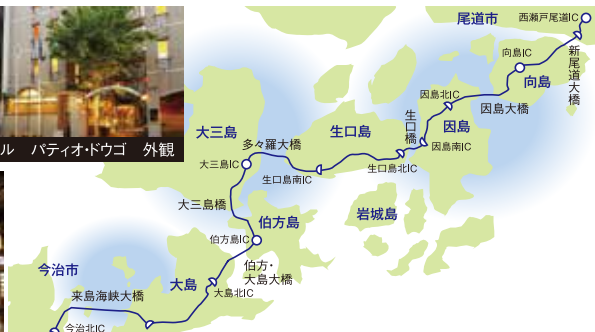 尾道市
西瀬戸尾道IC
向島IC
新尾道大橋
向島
因島北IC
因島大橋
生口橋
因島
因島南IC
大三島
多々羅大橋
生口島
大三島IC
生口島南IC
生口島北IC
大三島橋
伯方島
岩城島
伯方島IC
伯方・
大島大橋
今治市
大島
大島北IC
来島海峡大橋
今治北IC
ル パティオ・ドウゴ 外観